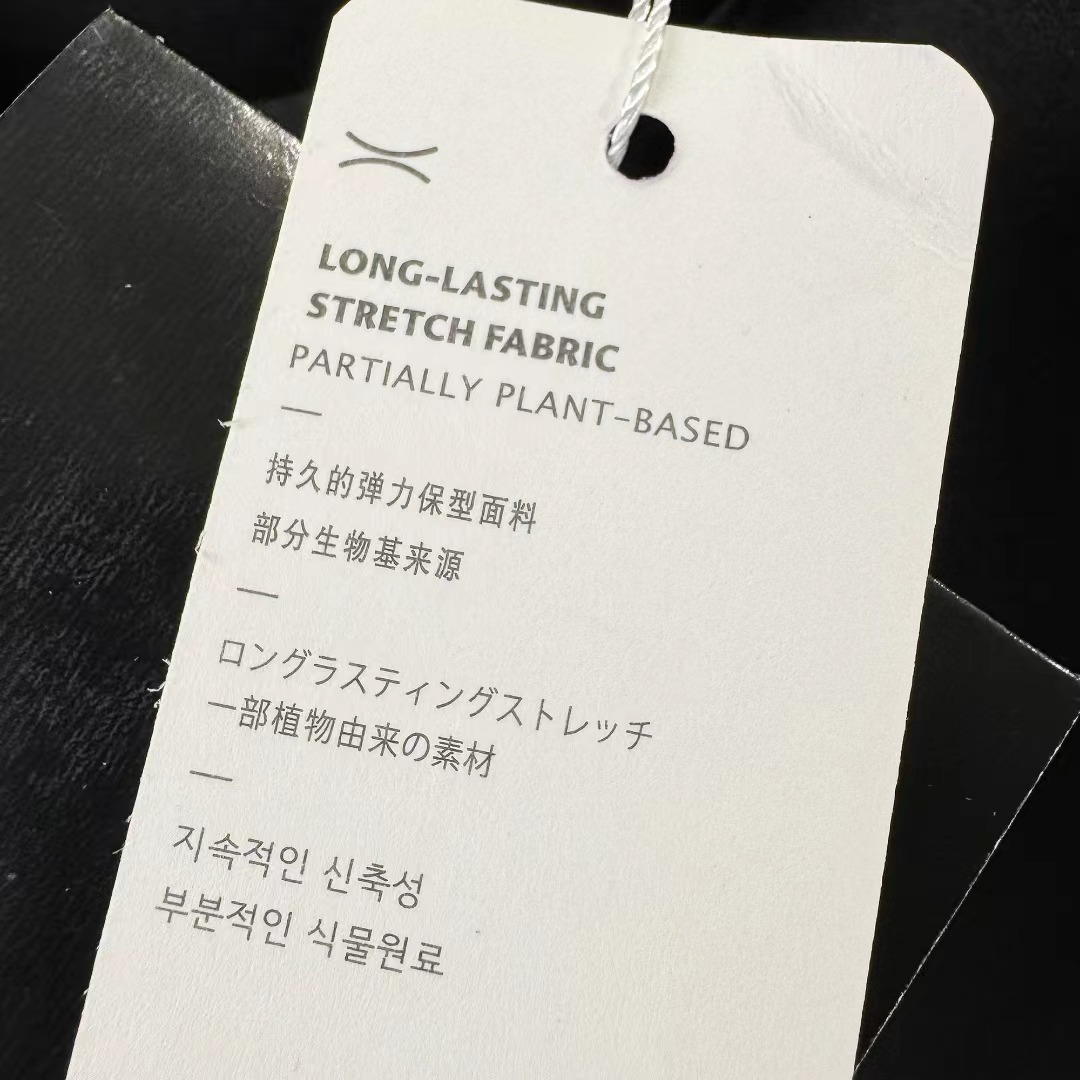 LONG-LASTING
STRETCH FABRIC
PARTIALLY PLANT-BASED
持久的弹力保型面料
部分生物基来源
ロングラスティングストレッチ
一部植物由来の素材
지속적인 신축성
부분적인 식물원료